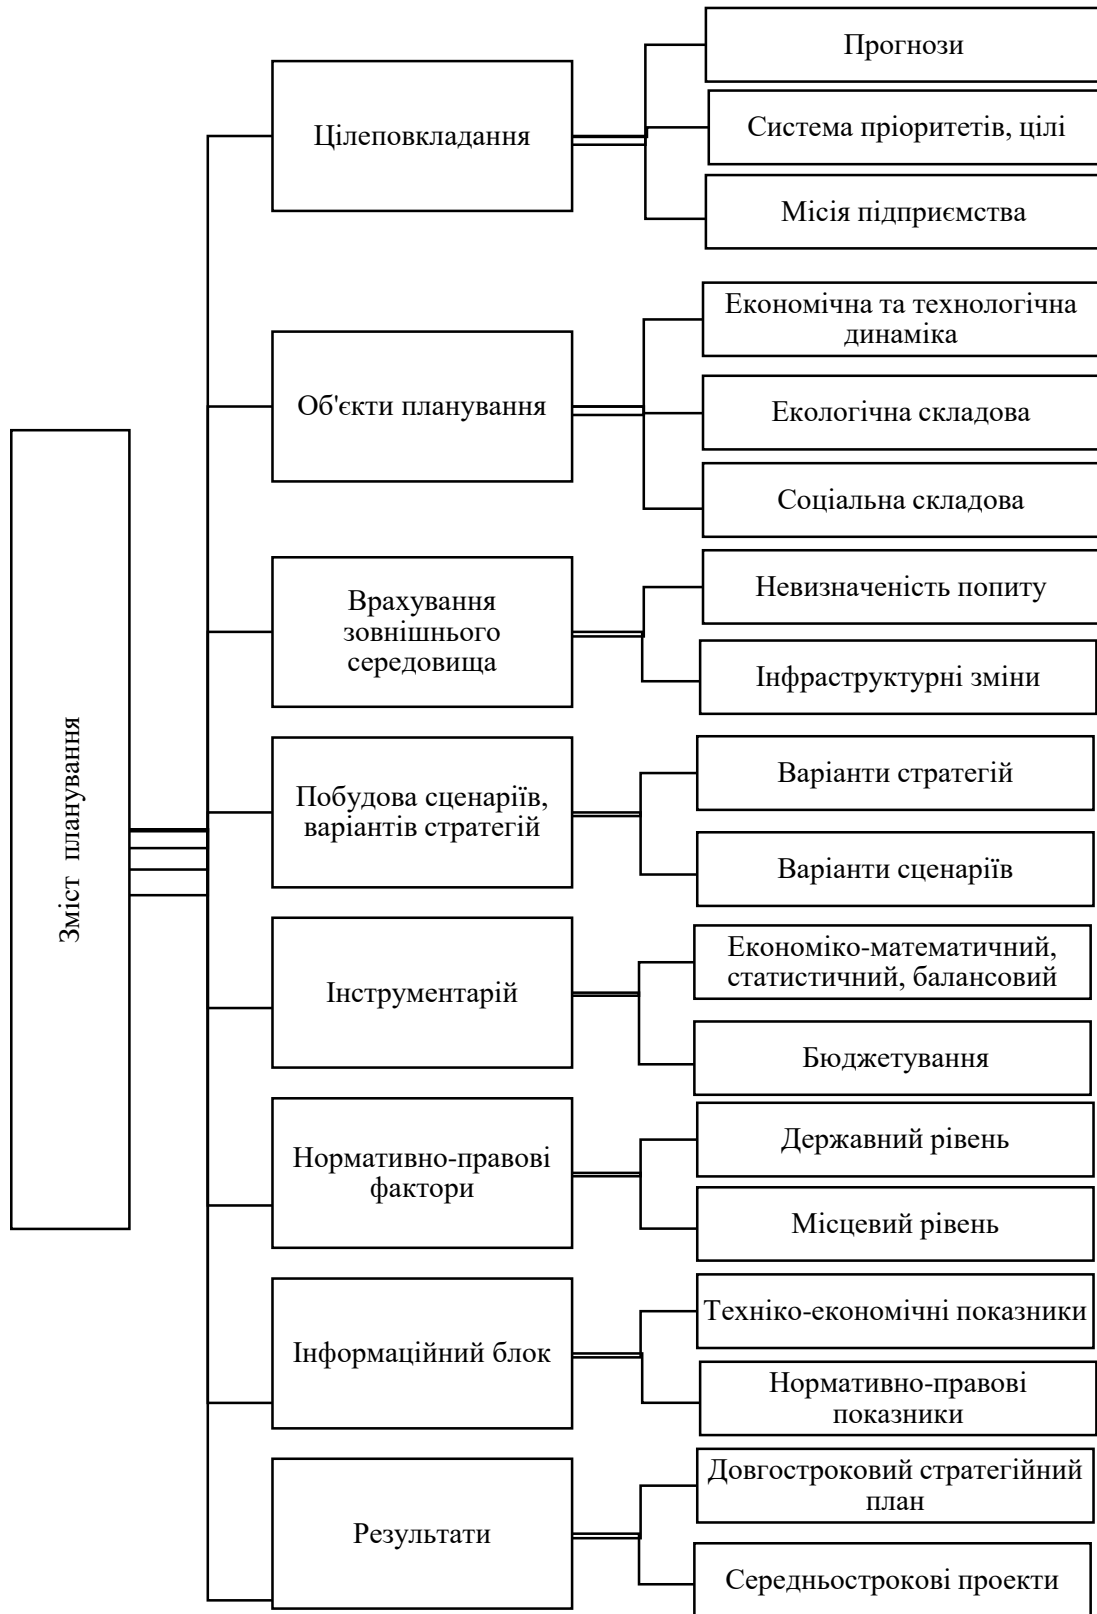 Зміст планування
Цілеповкладання
Прогнози
Система пріоритетів, цілі
Місія підприємства
Об'єкти планування
Економічна та технологічна
динаміка
Екологічна складова
Соціальна складова
Врахування
зовнішнього
середовища
Невизначеність попиту
Інфраструктурні зміни
Побудова сценаріїв,
варіантів стратегій
Варіанти стратегій
Варіанти сценаріїв
Інструментарій
Економіко-математичний,
статистичний, балансовий
Бюджетування
Нормативно-правові
фактори
Державний рівень
Місцевий рівень
Інформаційний блок
Техніко-економічні показники
Нормативно-правові
показники
Результати
Довгостроковий стратегійний
план
Середньострокові проекти